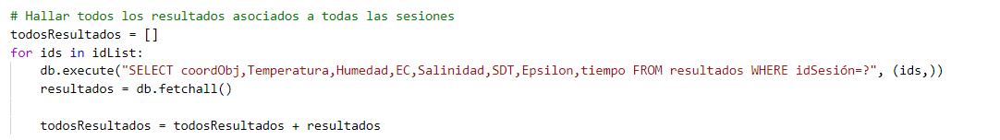 # Hallar todos los resultados asociados a todas las sesiones
todosResultados = []
for ids in idList:
    db.execute("SELECT coordObj,Temperatura,Humedad,EC,Salinidad,SDT,Epsilon,tiempo FROM resultados WHERE idSesión=?", (ids,))
    resultados = db.fetchall()

    todosResultados = todosResultados + resultados